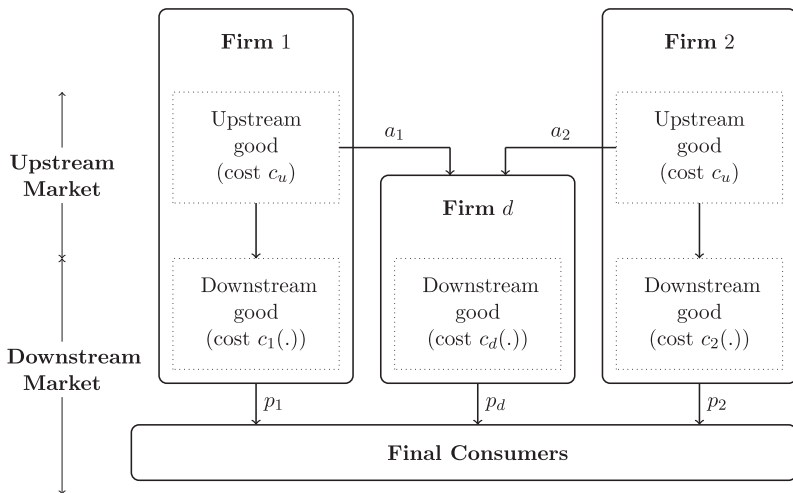 Firm 1
Firm 2
Upstream
good
(cost c_u)
a_1
a_2
Upstream
good
(cost c_u)
Upstream
Market
Firm d
Downstream
good
(cost c_1(.))
Downstream
good
(cost c_d(.))
Downstream
good
(cost c_2(.))
Downstream
Market
p_1
p_d
p_2
Final Consumers